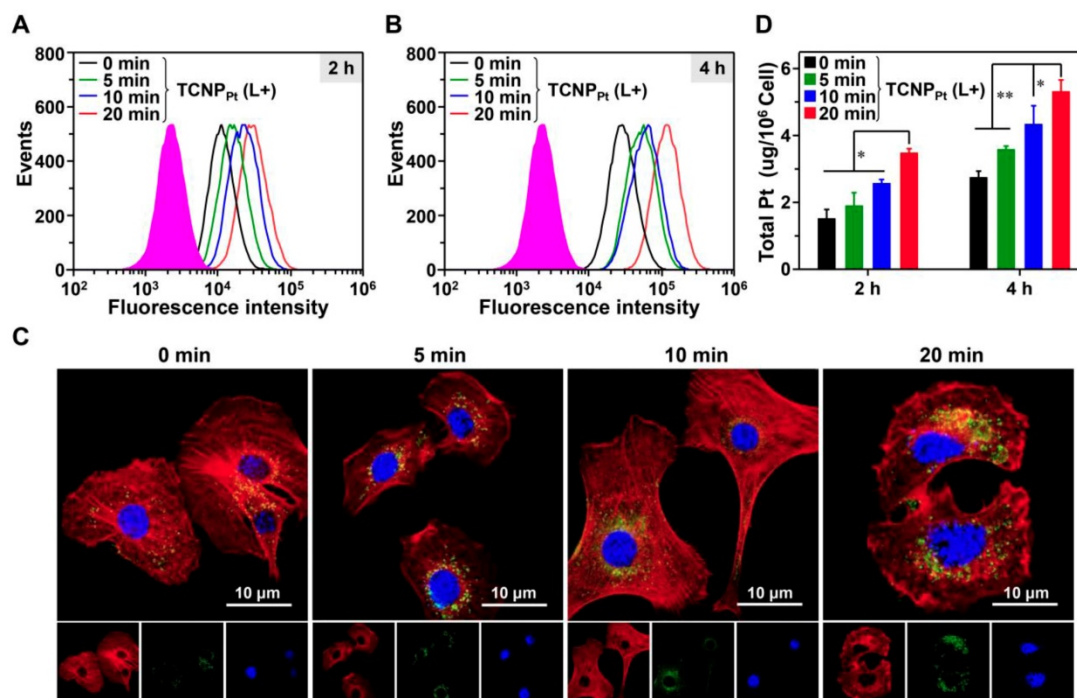 A
800
600
400
200
0
Events
0 min
5 min
10 min
20 min
TCNPPt (L+)
2 h
10² 10³ 10⁴ 10⁵ 10⁶
Fluorescence intensity
B
800
600
400
200
0
Events
0 min
5 min
10 min
20 min
TCNPPt (L+)
4 h
10² 10³ 10⁴ 10⁵ 10⁶
Fluorescence intensity
D
6
4
2
0
Total Pt (ug/10⁶ Cell)
0 min
5 min
10 min
20 min
TCNPPt (L+)
*
**
*
2 h 4 h
C
0 min 5 min 10 min 20 min
10 µm 10 µm 10 µm 10 µm